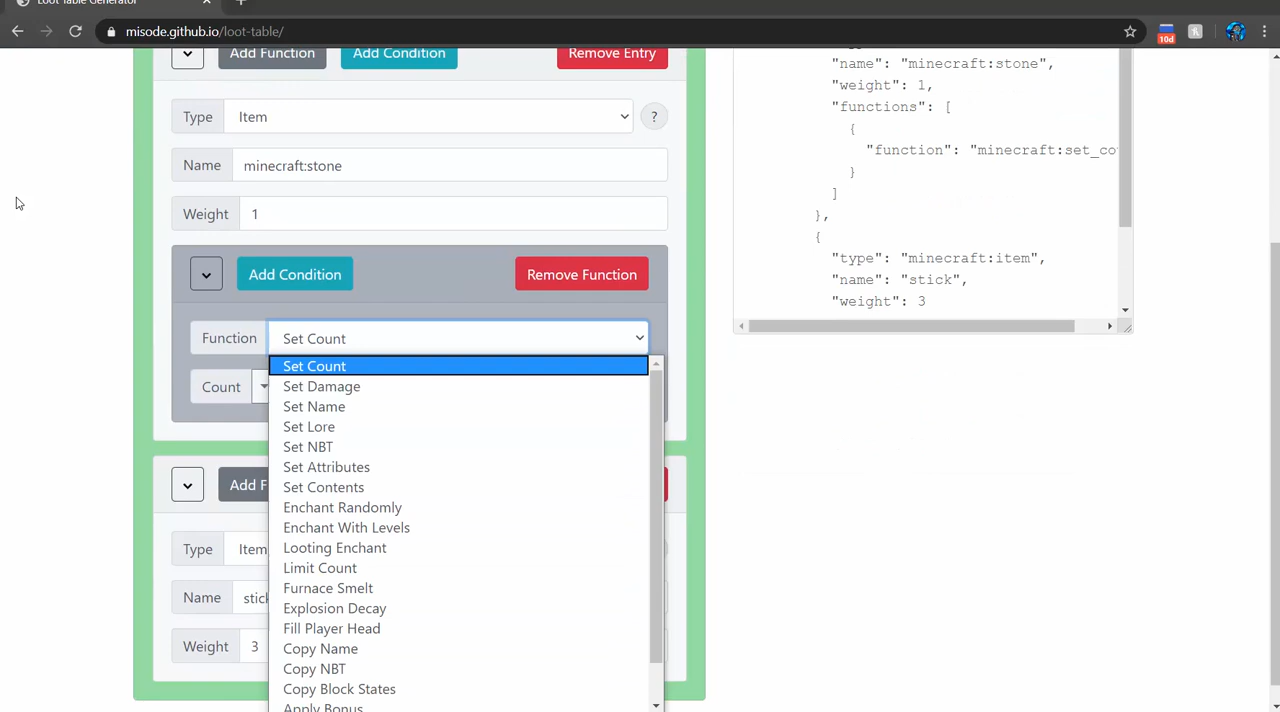 Loot Table Generator
misode.github.io/loot-table/
10d
Add Function
Add Condition
Remove Entry
Type
Item
?
Name
minecraft:stone
Weight
1
Add Condition
Remove Function
Function
Set Count
Count
Set Count
Set Damage
Set Name
Set Lore
Set NBT
Set Attributes
Set Contents
Enchant Randomly
Enchant With Levels
Looting Enchant
Limit Count
Furnace Smelt
Explosion Decay
Fill Player Head
Copy Name
Copy NBT
Copy Block States
Apply Bonus
Add F
Type
Item
Name
stic
Weight
3
"name": "minecraft:stone",
"weight": 1,
"functions": [
{
"function": "minecraft:set_co
}
]
},
{
"type": "minecraft:item",
"name": "stick",
"weight": 3